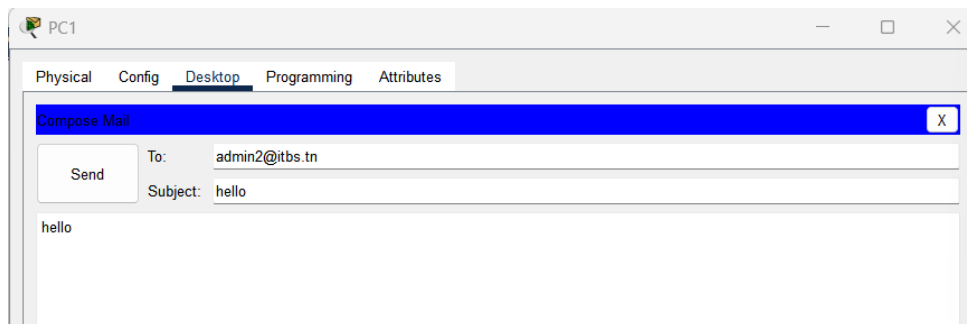 PC1
Physical Config Desktop Programming Attributes
Compose Mail X
Send
To: admin2@itbs.tn
Subject: hello
hello